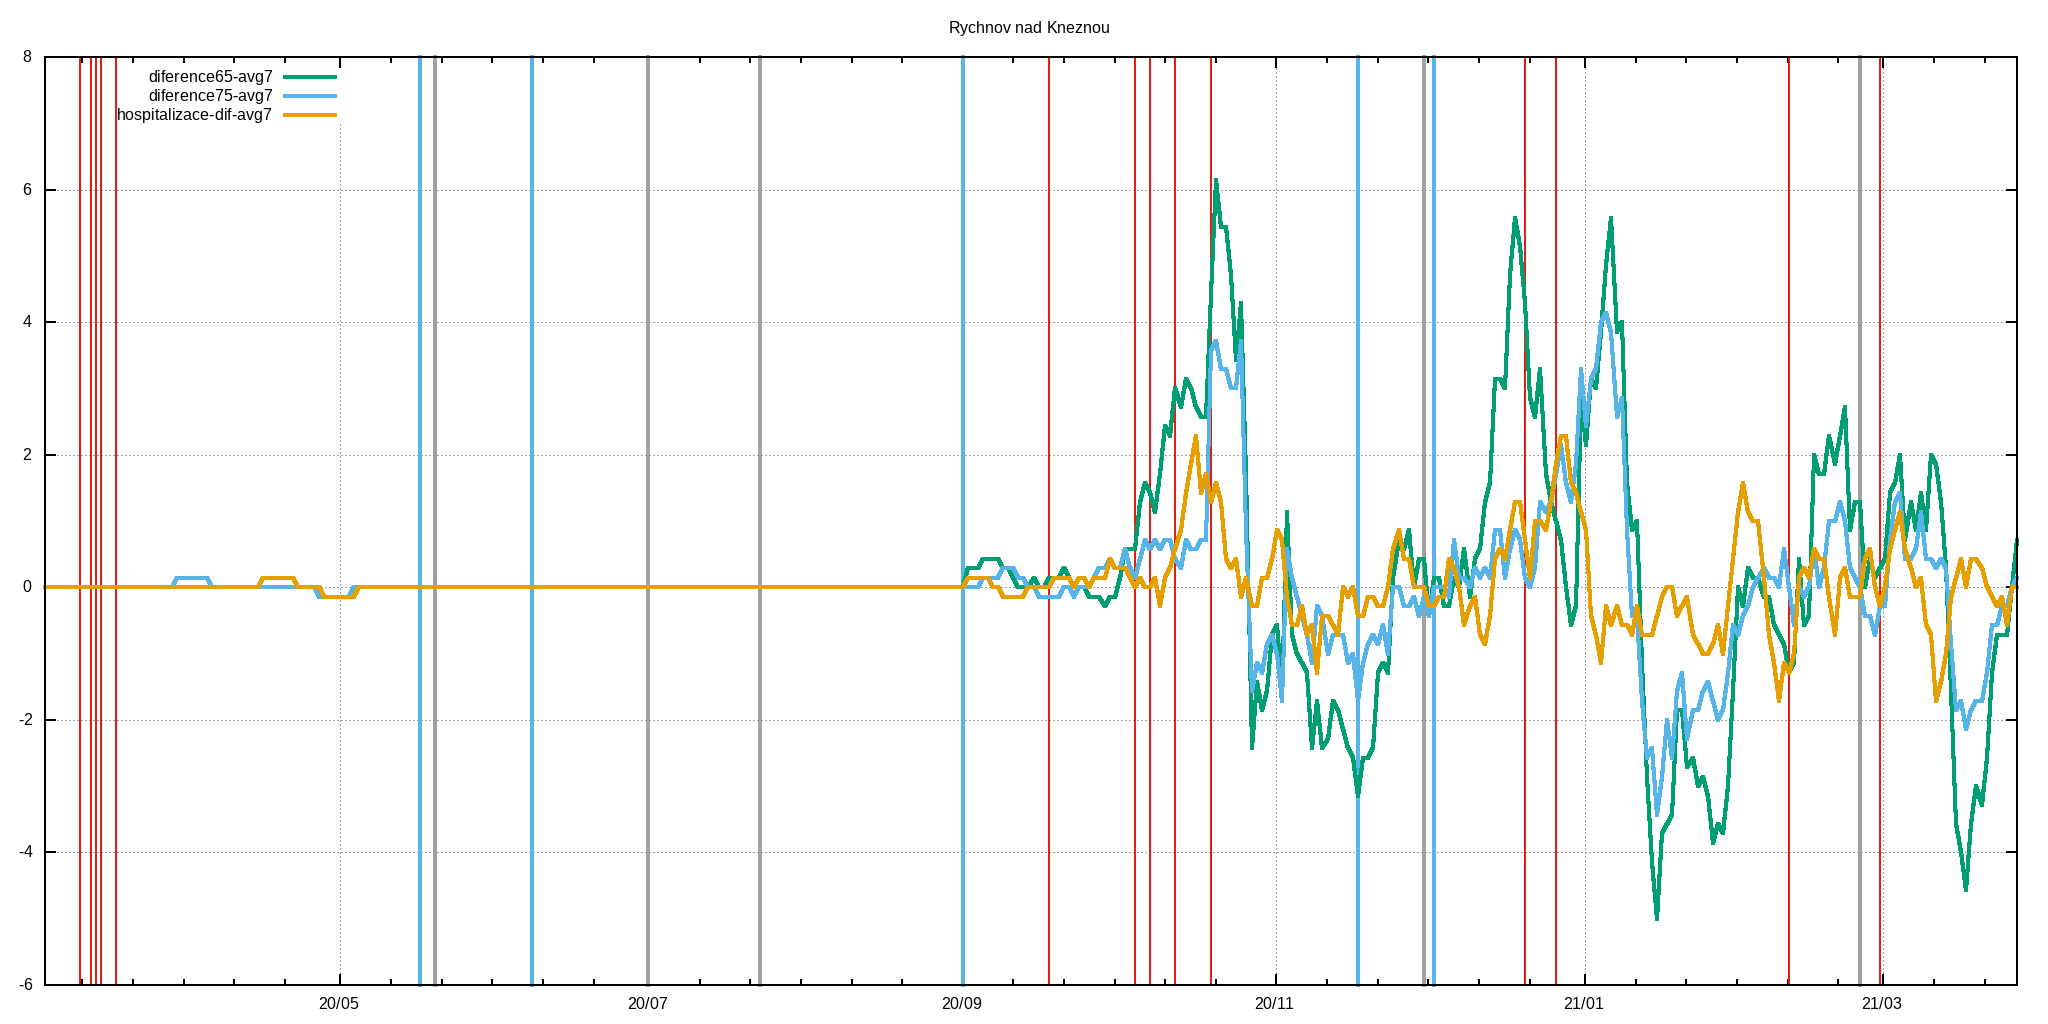 Rychnov nad Kneznou
8
diference65-avg7
diference75-avg7
hospitalizace-dif-avg7
6
4
2
0
-2
-4
-6
20/05 20/07 20/09 20/11 21/01 21/03